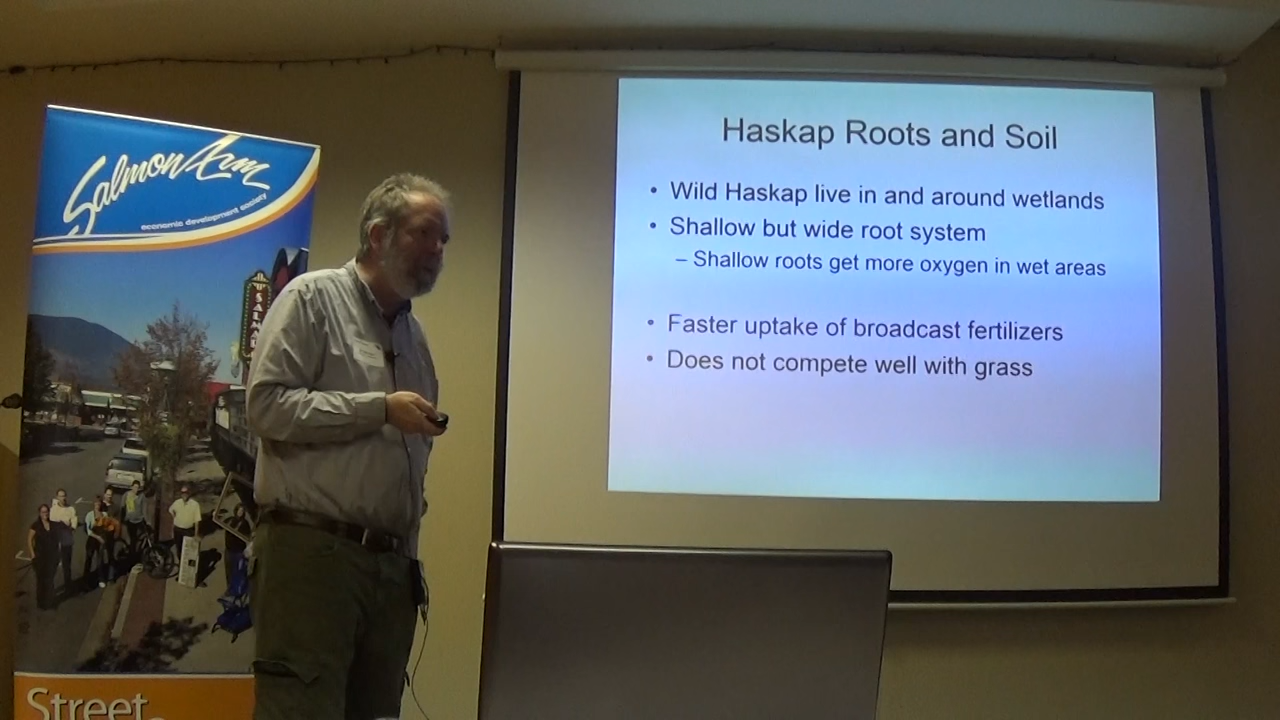 Salmon Arm
economic development society
SALMAR
Street
Haskap Roots and Soil
• Wild Haskap live in and around wetlands
• Shallow but wide root system
– Shallow roots get more oxygen in wet areas
• Faster uptake of broadcast fertilizers
• Does not compete well with grass